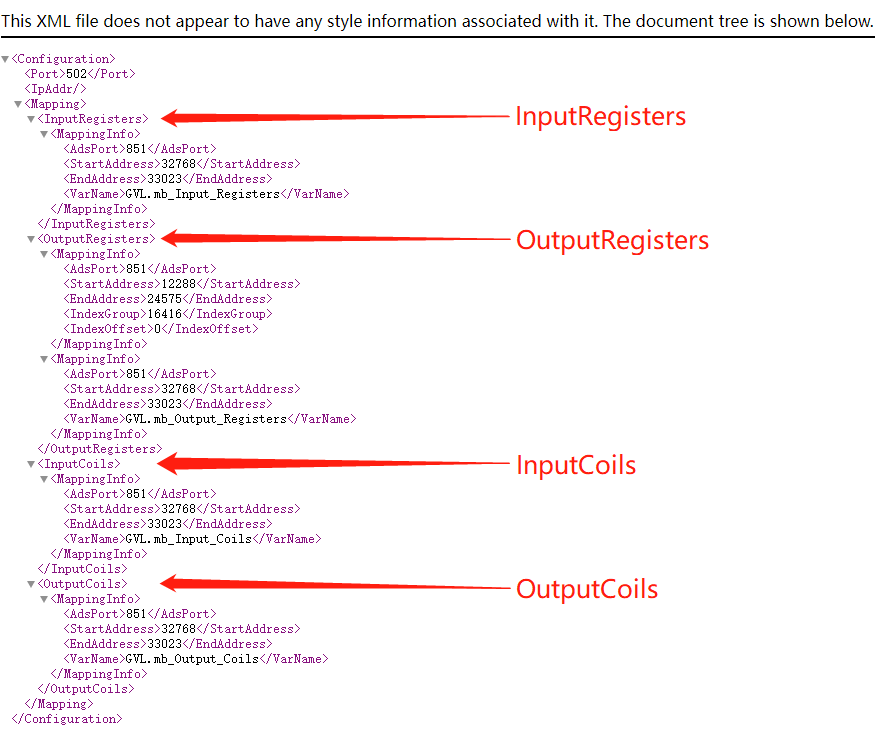 This XML file does not appear to have any style information associated with it. The document tree is shown below.
<Configuration>
<Port>502</Port>
<IpAddr/>
<Mapping>
<InputRegisters> InputRegisters
<MappingInfo>
<AdsPort>851</AdsPort>
<StartAddress>32768</StartAddress>
<EndAddress>33023</EndAddress>
<VarName>GVL.mb_Input_Registers</VarName>
</MappingInfo>
</InputRegisters>
<OutputRegisters> OutputRegisters
<MappingInfo>
<AdsPort>851</AdsPort>
<StartAddress>12288</StartAddress>
<EndAddress>24575</EndAddress>
<IndexGroup>16416</IndexGroup>
<IndexOffset>0</IndexOffset>
</MappingInfo>
<MappingInfo>
<AdsPort>851</AdsPort>
<StartAddress>32768</StartAddress>
<EndAddress>33023</EndAddress>
<VarName>GVL.mb_Output_Registers</VarName>
</MappingInfo>
</OutputRegisters>
<InputCoils> InputCoils
<MappingInfo>
<AdsPort>851</AdsPort>
<StartAddress>32768</StartAddress>
<EndAddress>33023</EndAddress>
<VarName>GVL.mb_Input_Coils</VarName>
</MappingInfo>
</InputCoils>
<OutputCoils> OutputCoils
<MappingInfo>
<AdsPort>851</AdsPort>
<StartAddress>32768</StartAddress>
<EndAddress>33023</EndAddress>
<VarName>GVL.mb_Output_Coils</VarName>
</MappingInfo>
</OutputCoils>
</Mapping>
</Configuration>